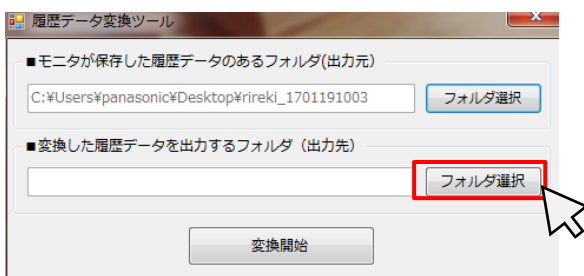 履歴データ変換ツール
■モニタが保存した履歴データのあるフォルダ(出力元)
C:¥Users¥panasonic¥Desktop¥rireki_1701191003
フォルダ選択
■変換した履歴データを出力するフォルダ（出力先）
フォルダ選択
変換開始